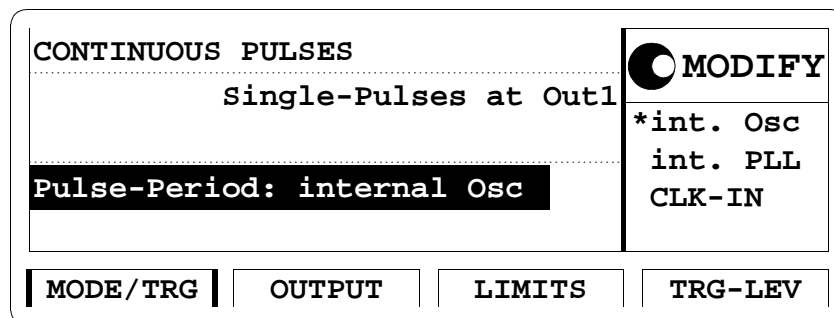 CONTINUOUS PULSES
Single-Pulses at Out1
Pulse-Period: internal Osc
MODIFY
*int. Osc
int. PLL
CLK-IN
MODE/TRG
OUTPUT
LIMITS
TRG-LEV